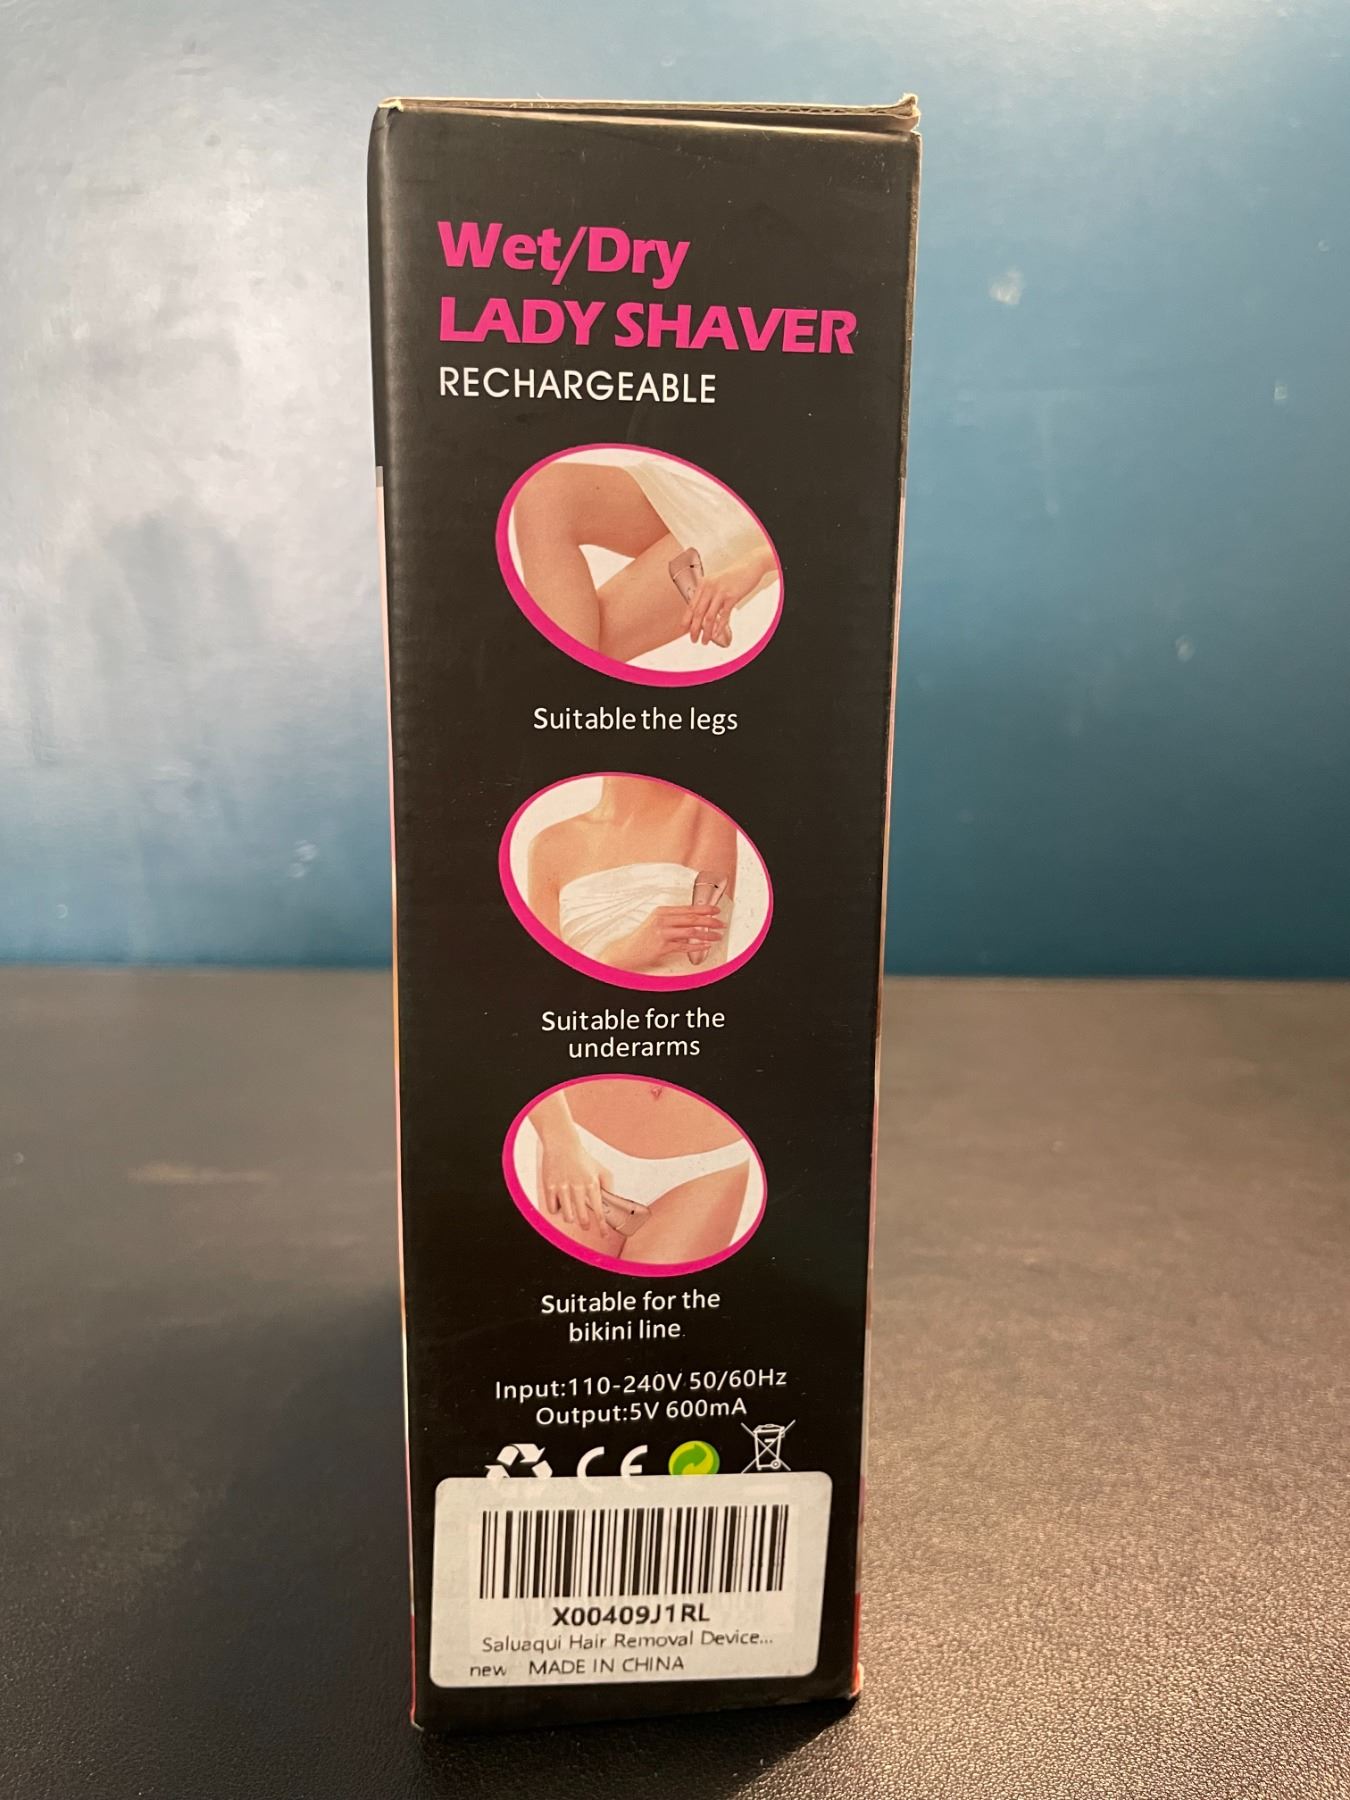 Wet/Dry
LADY SHAVER
RECHARGEABLE
Suitable the legs
Suitable for the
underarms
Suitable for the
bikini line.
Input:110-240V 50/60Hz
Output:5V 600mA
CE
X00409J1RL
Saluaqui Hair Removal Device...
new MADE IN CHINA